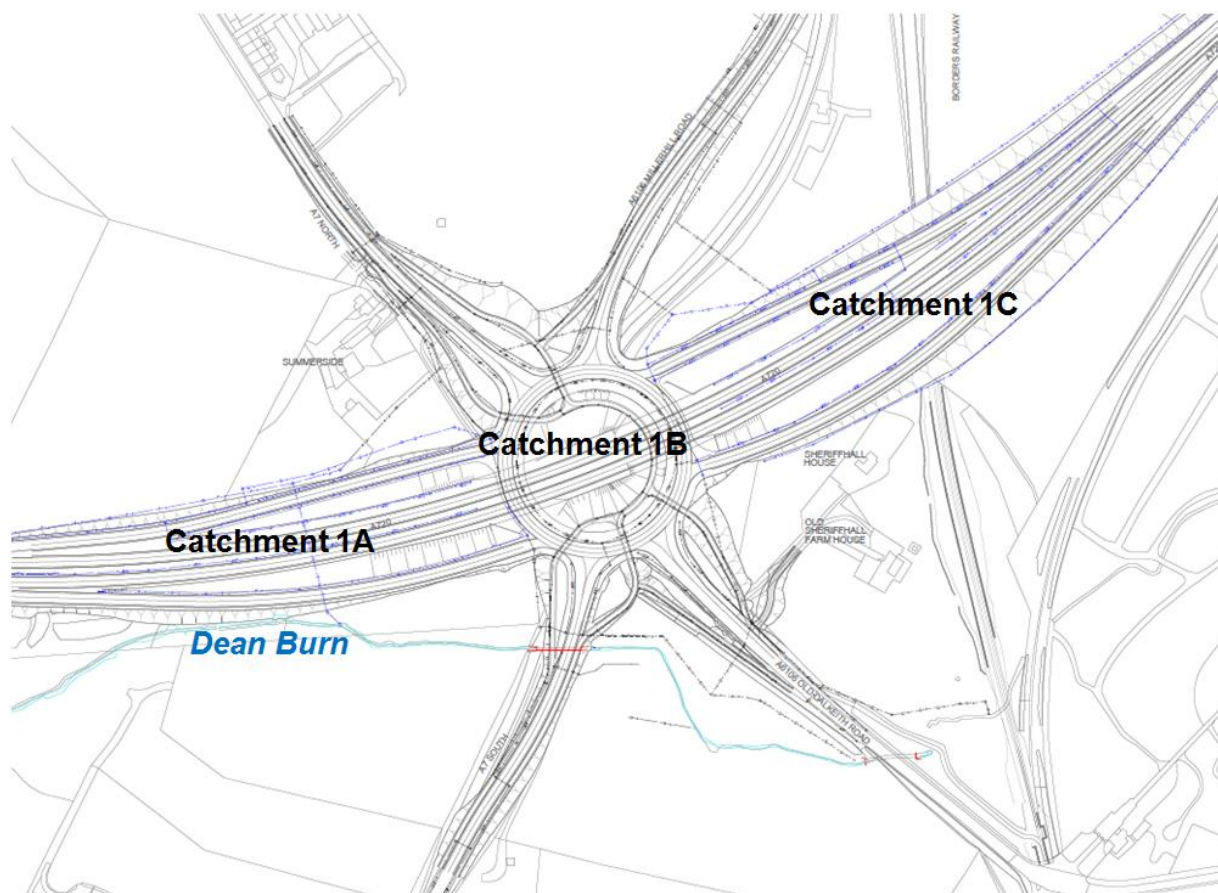 BORDERS RAILWAY
A72
A6106 MILLERHILL ROAD
A7 NORTH
Catchment 1C
SUMMERSIDE
A720
Catchment 1B
SHERIFFHALL
HOUSE
A720
Catchment 1A
OLD
SHERIFFHALL
FARM HOUSE
Dean Burn
A6106 OLD DALKEITH ROAD
A7 SOUTH